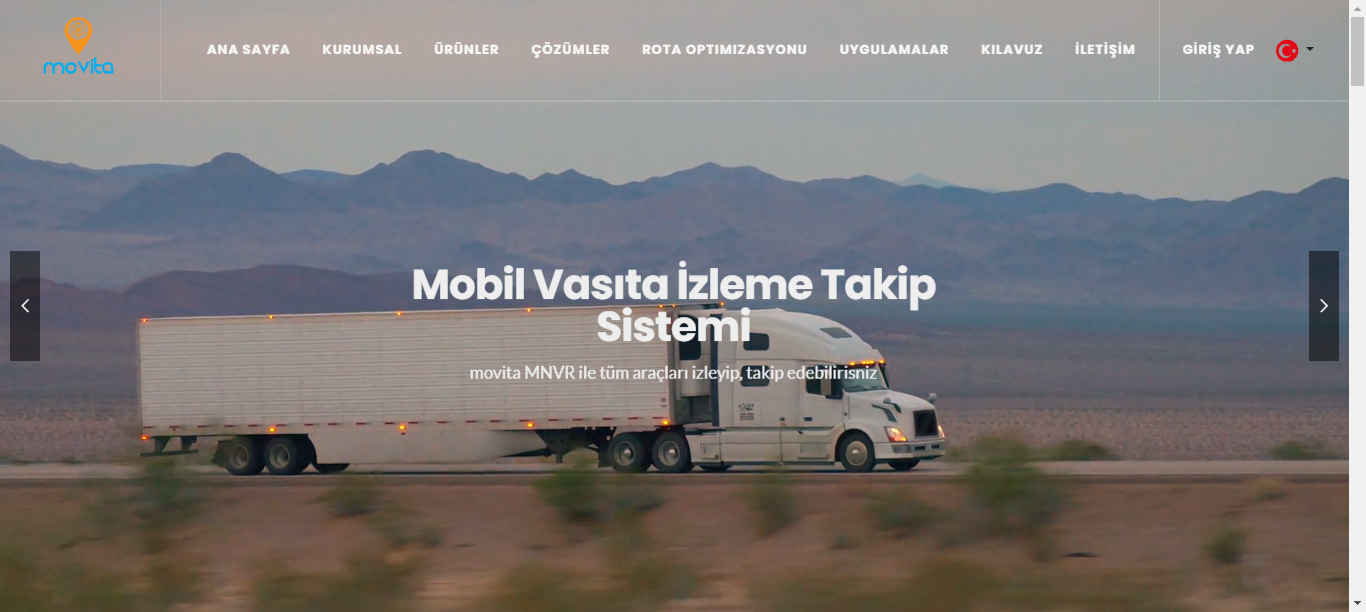 movita
ANA SAYFA
KURUMSAL
ÜRÜNLER
ÇÖZÜMLER
ROTA OPTIMIZASYONU
UYGULAMALAR
KILAVUZ
İLETİŞİM
GİRİŞ YAP
Mobil Vasıta İzleme Takip
Sistemi
movita MNVR ile tüm araçları izleyip, takip edebilirisniz